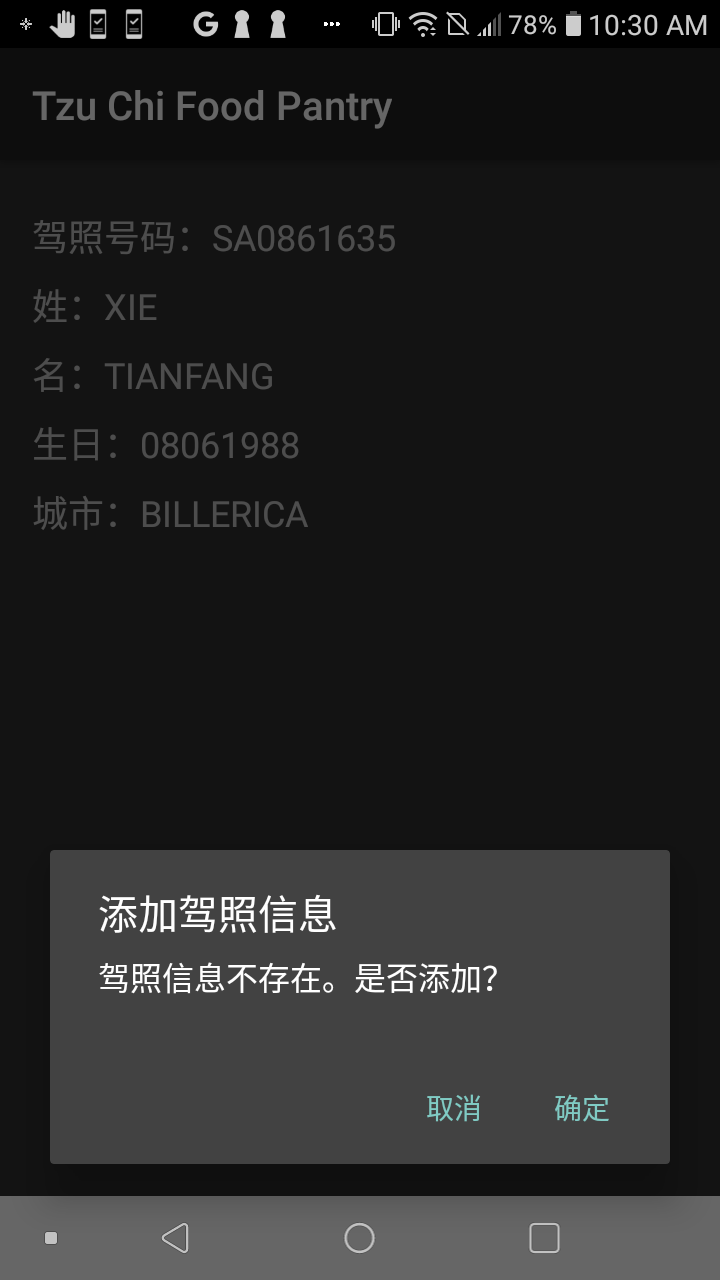 78% 10:30 AM
Tzu Chi Food Pantry
驾照号码：SA0861635
姓：XIE
名：TIANFANG
生日：08061988
城市：BILLERICA
添加驾照信息
驾照信息不存在。是否添加？
取消 确定